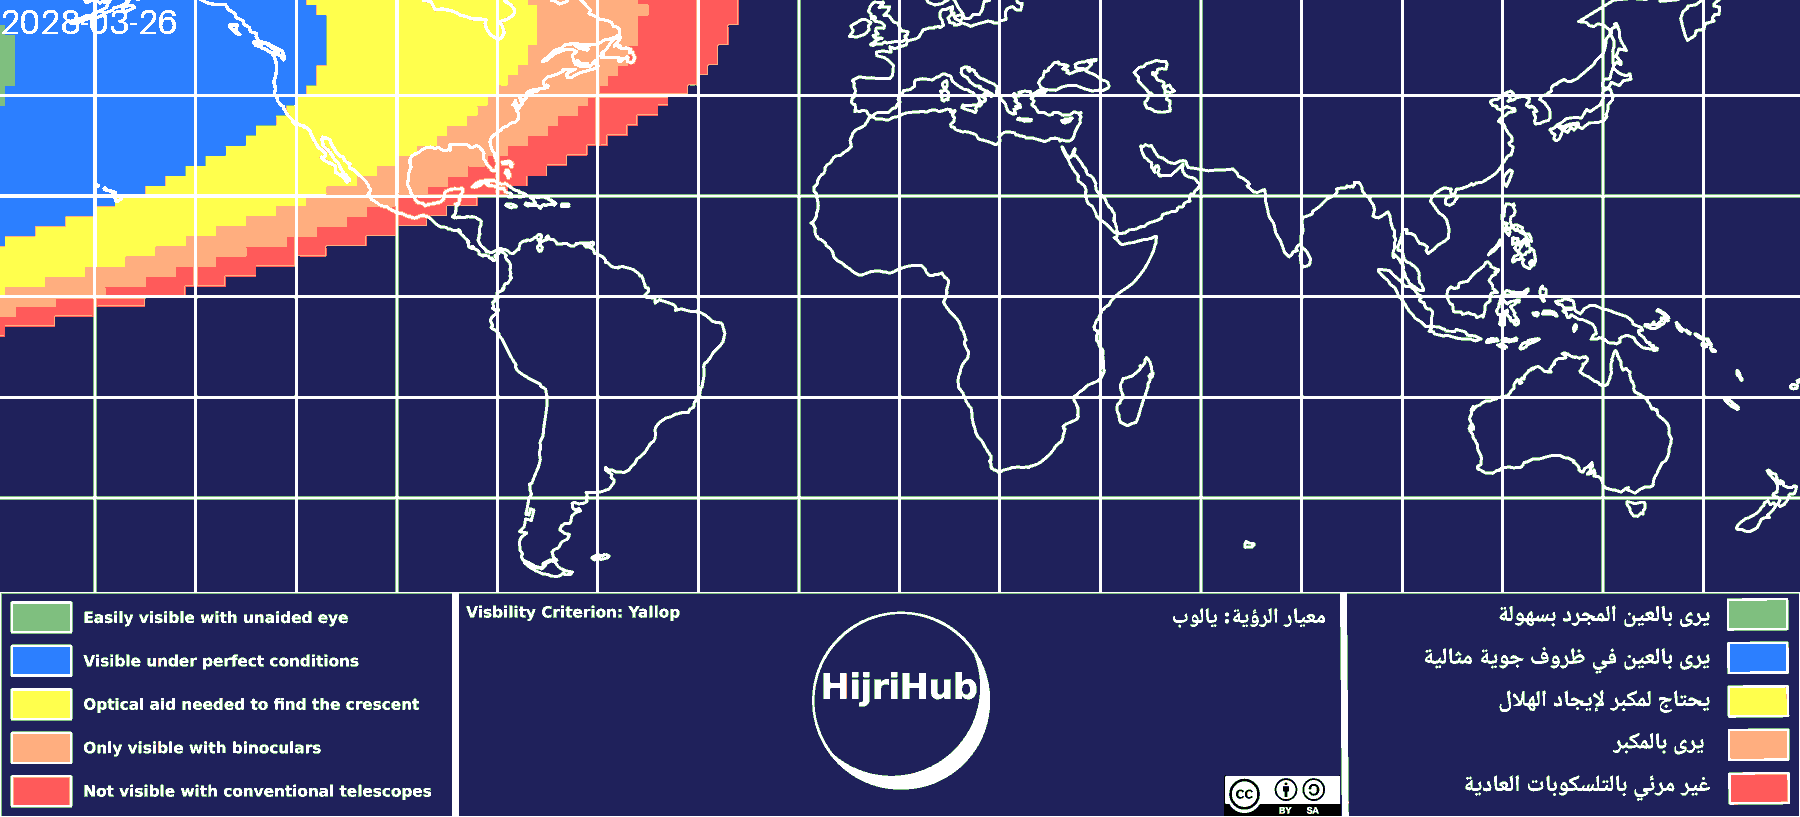 2028-03-26
Easily visible with unaided eye
Visible under perfect conditions
Optical aid needed to find the crescent
Only visible with binoculars
Not visible with conventional telescopes
Visbility Criterion: Yallop
معيار الرؤية: يالوب
HijriHub
CC BY SA
يرى بالعين المجرد بسهولة
يرى بالعين في ظروف جوية مثالية
يحتاج لمكبر لإيجاد الهلال
يرى بالمكبر
غير مرئي بالتلسكوبات العادية